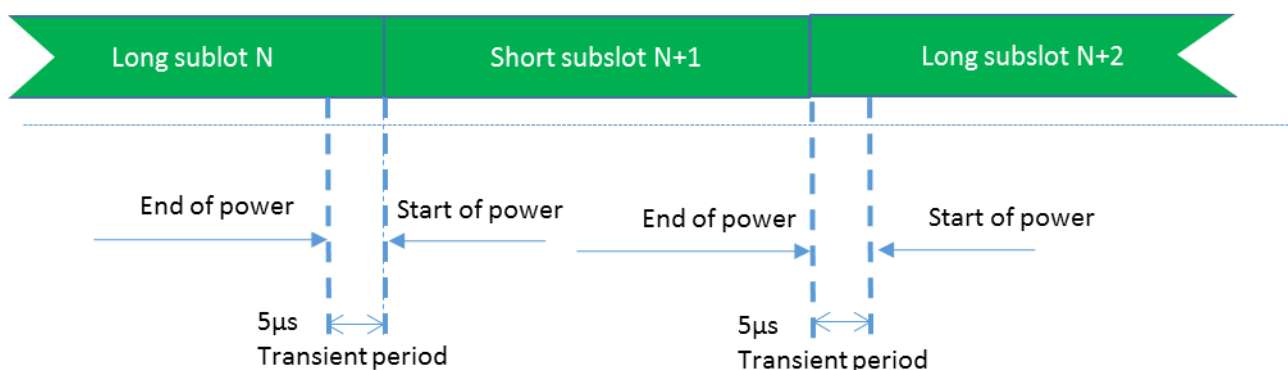 Long sublot N
Short subslot N+1
Long subslot N+2
End of power
Start of power
End of power
Start of power
5µs
Transient period
5µs
Transient period